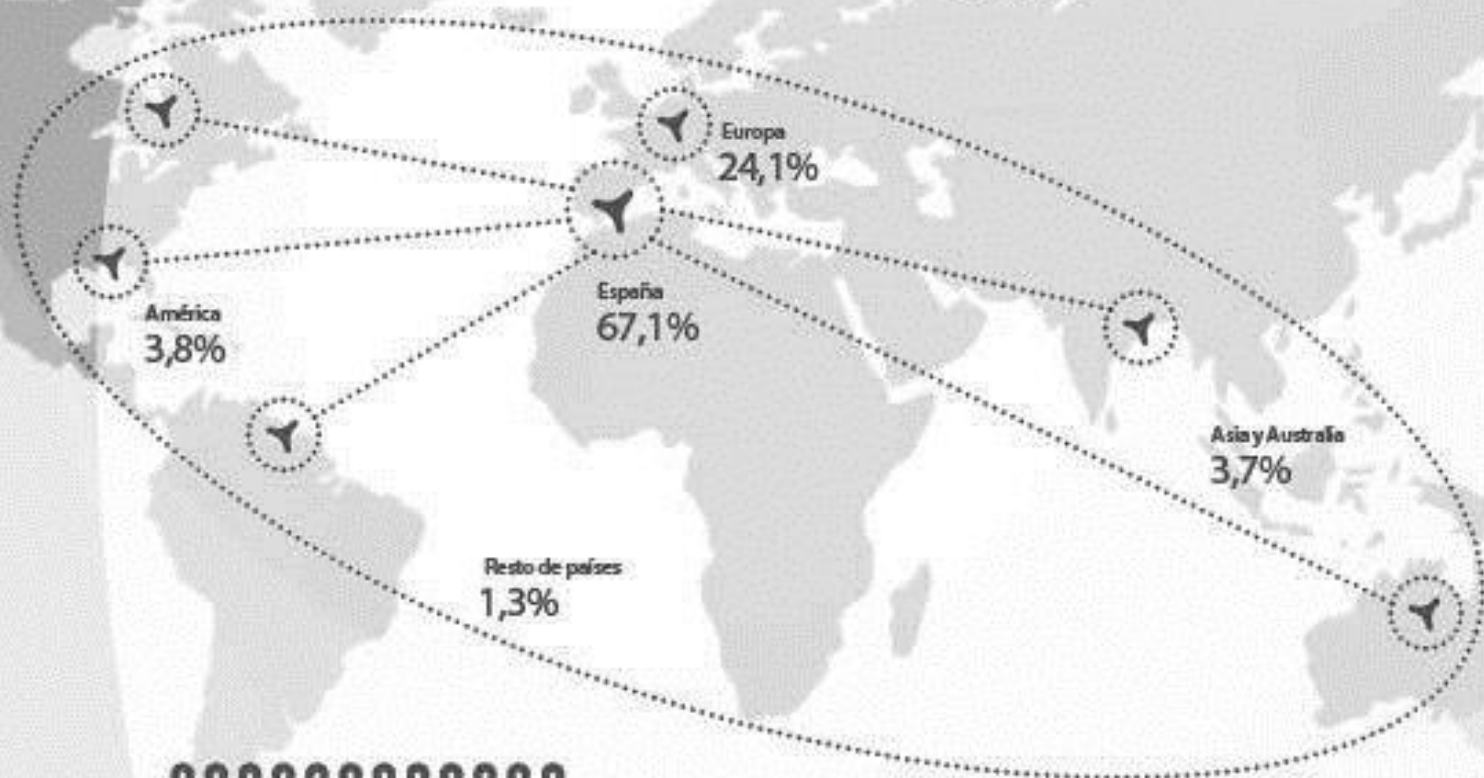 Europa
24,1%
España
67,1%
América
3,8%
Asia y Australia
3,7%
Resto de países
1,3%